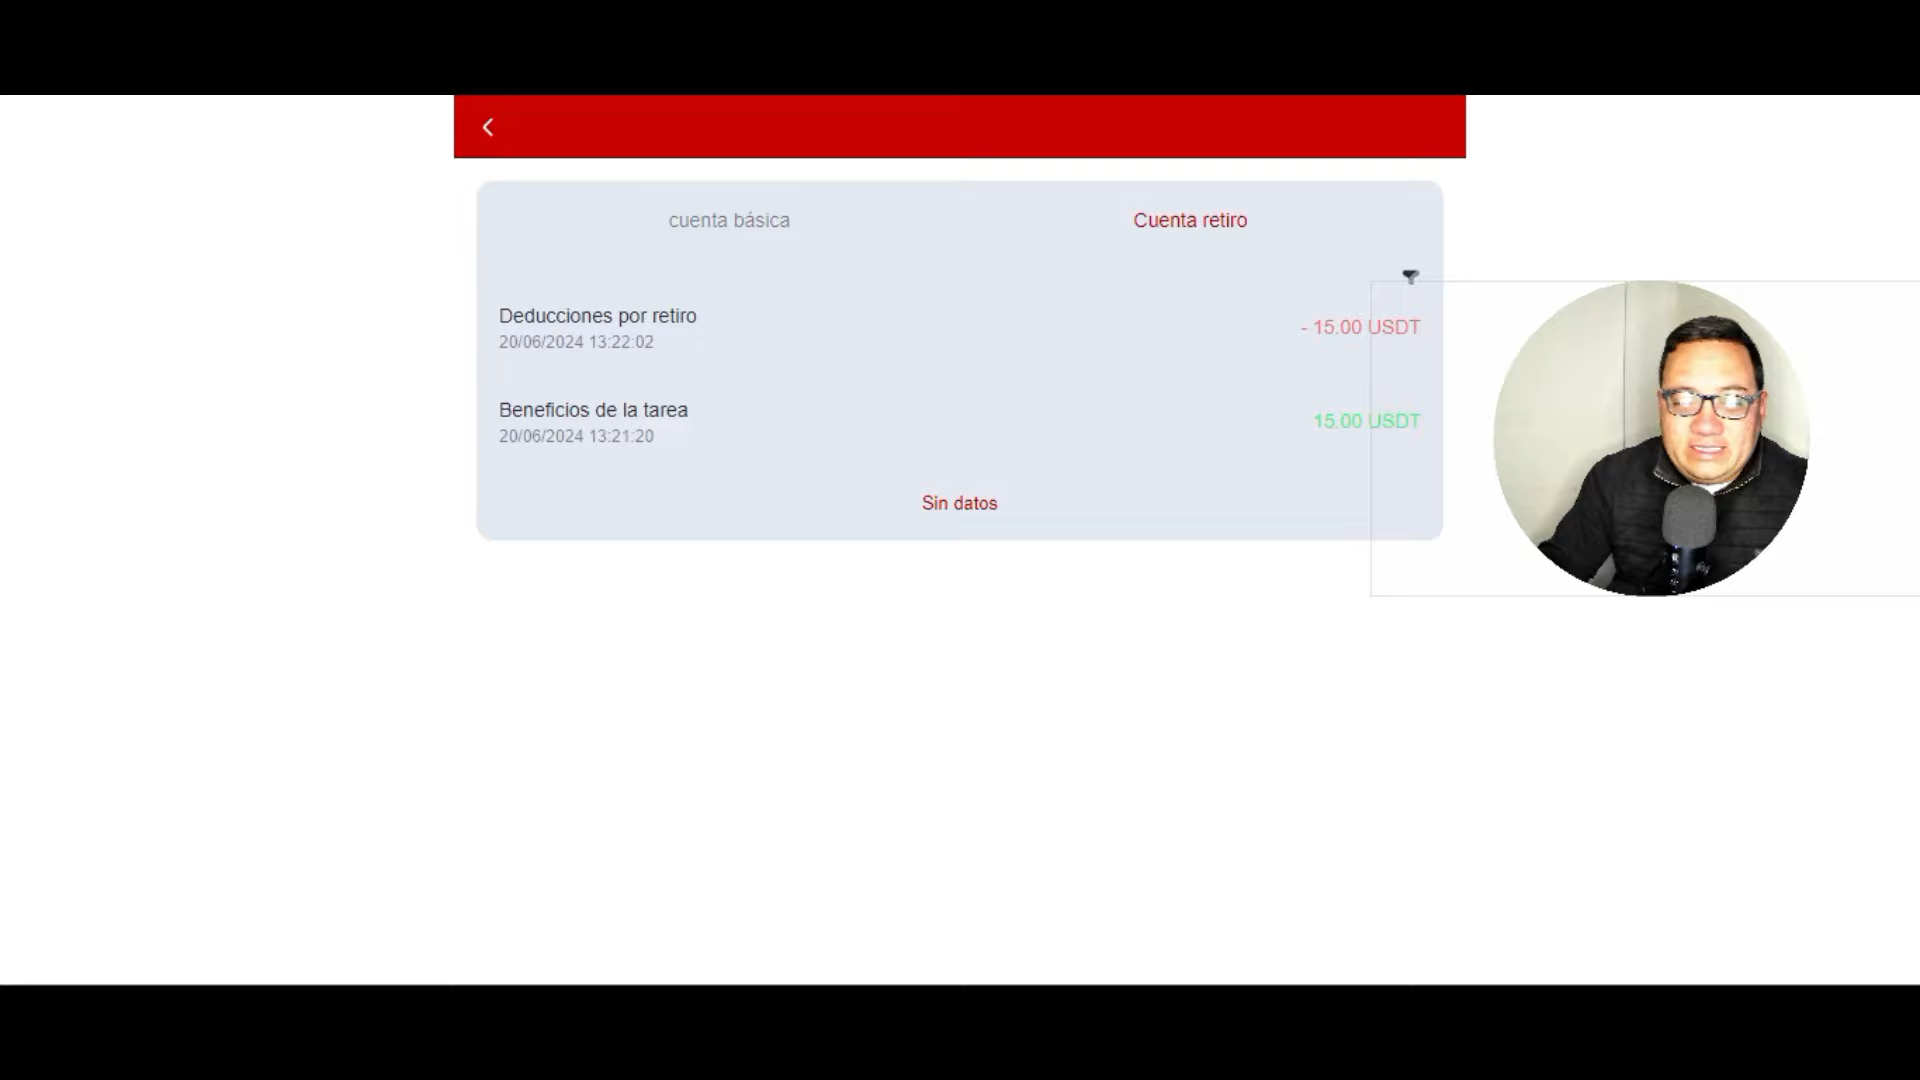 cuenta básica
Cuenta retiro
Deducciones por retiro
- 15.00 USDT
20/06/2024 13:22:02
Beneficios de la tarea
15.00 USDT
20/06/2024 13:21:20
Sin datos